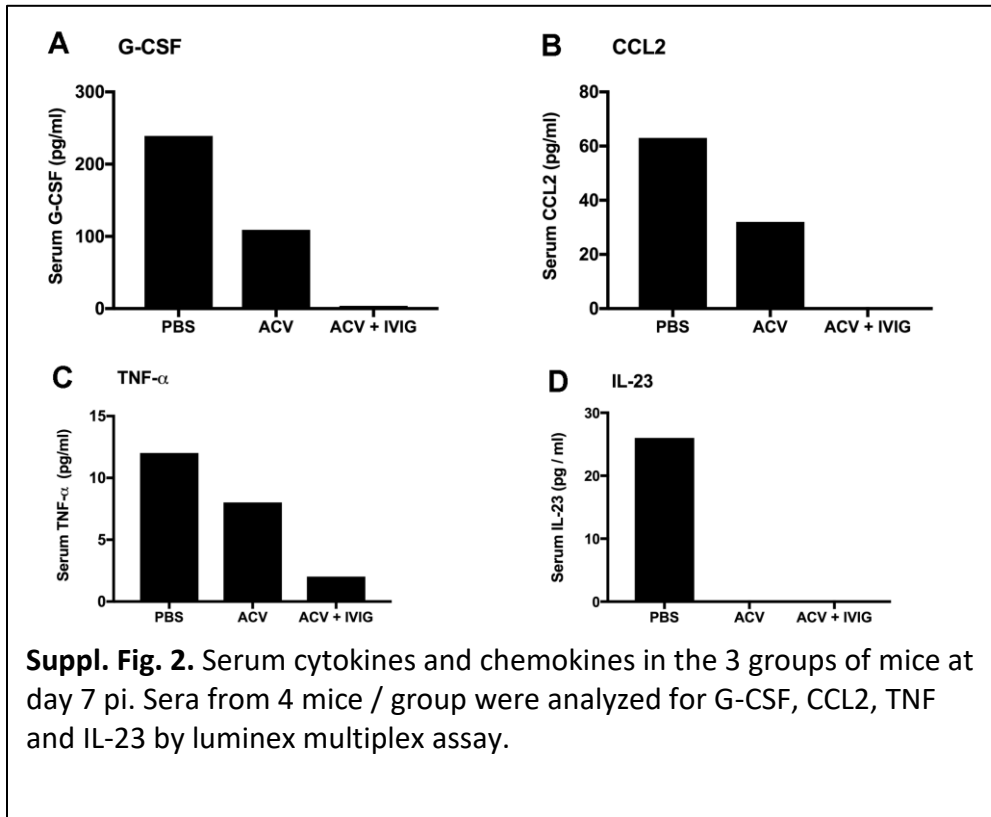 A G-CSF
Serum G-CSF (pg/ml)
300
200
100
0
PBS ACV ACV + IVIG
B CCL2
Serum CCL2 (pg/ml)
80
60
40
20
0
PBS ACV ACV + IVIG
C TNF-α
Serum TNF-α (pg/ml)
15
10
5
0
PBS ACV ACV + IVIG
D IL-23
Serum IL-23 (pg / ml)
30
20
10
0
PBS ACV ACV + IVIG
Suppl. Fig. 2. Serum cytokines and chemokines in the 3 groups of mice at
day 7 pi. Sera from 4 mice / group were analyzed for G-CSF, CCL2, TNF
and IL-23 by luminex multiplex assay.